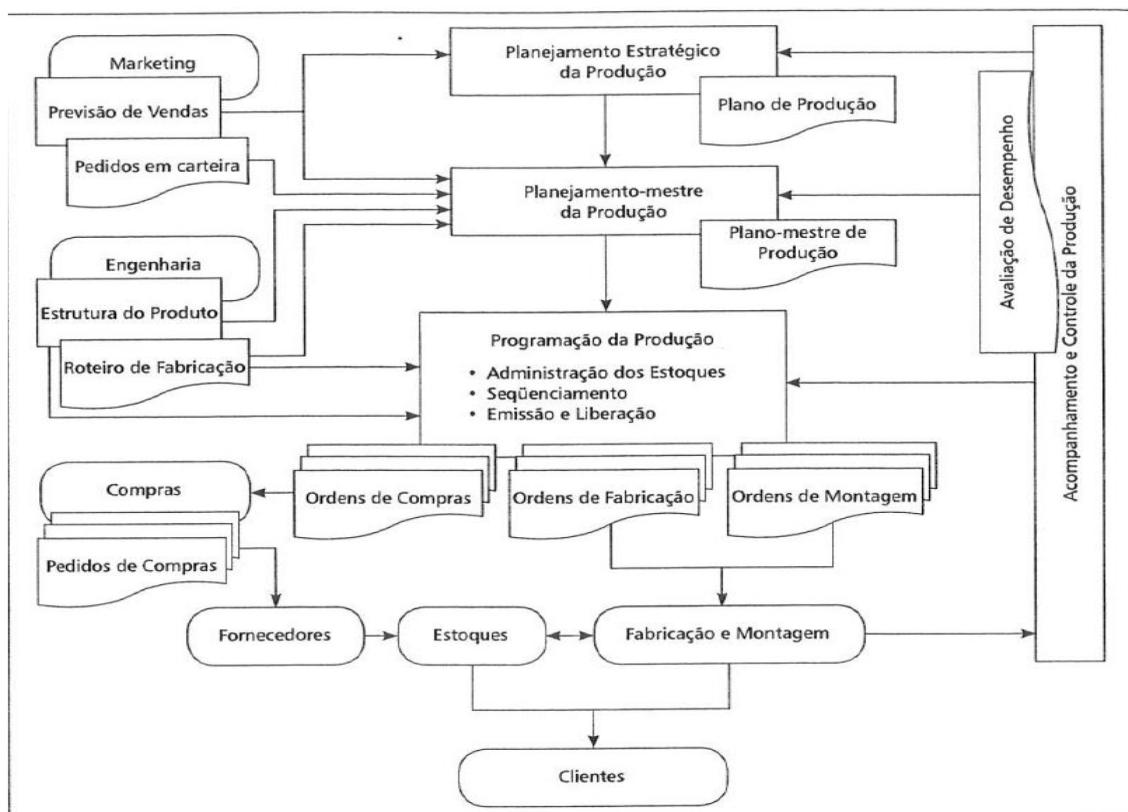 Marketing
Previsão de Vendas
Pedidos em carteira
Planejamento Estratégico
da Produção
Plano de Produção
Planejamento-mestre
da Produção
Plano-mestre de
Produção
Avaliação de Desempenho
Acompanhamento e Controle da Produção
Engenharia
Estrutura do Produto
Roteiro de Fabricação
Programação da Produção
• Administração dos Estoques
• Seqüenciamento
• Emissão e Liberação
Compras
Pedidos de Compras
Ordens de Compras
Ordens de Fabricação
Ordens de Montagem
Fornecedores
Estoques
Fabricação e Montagem
Clientes